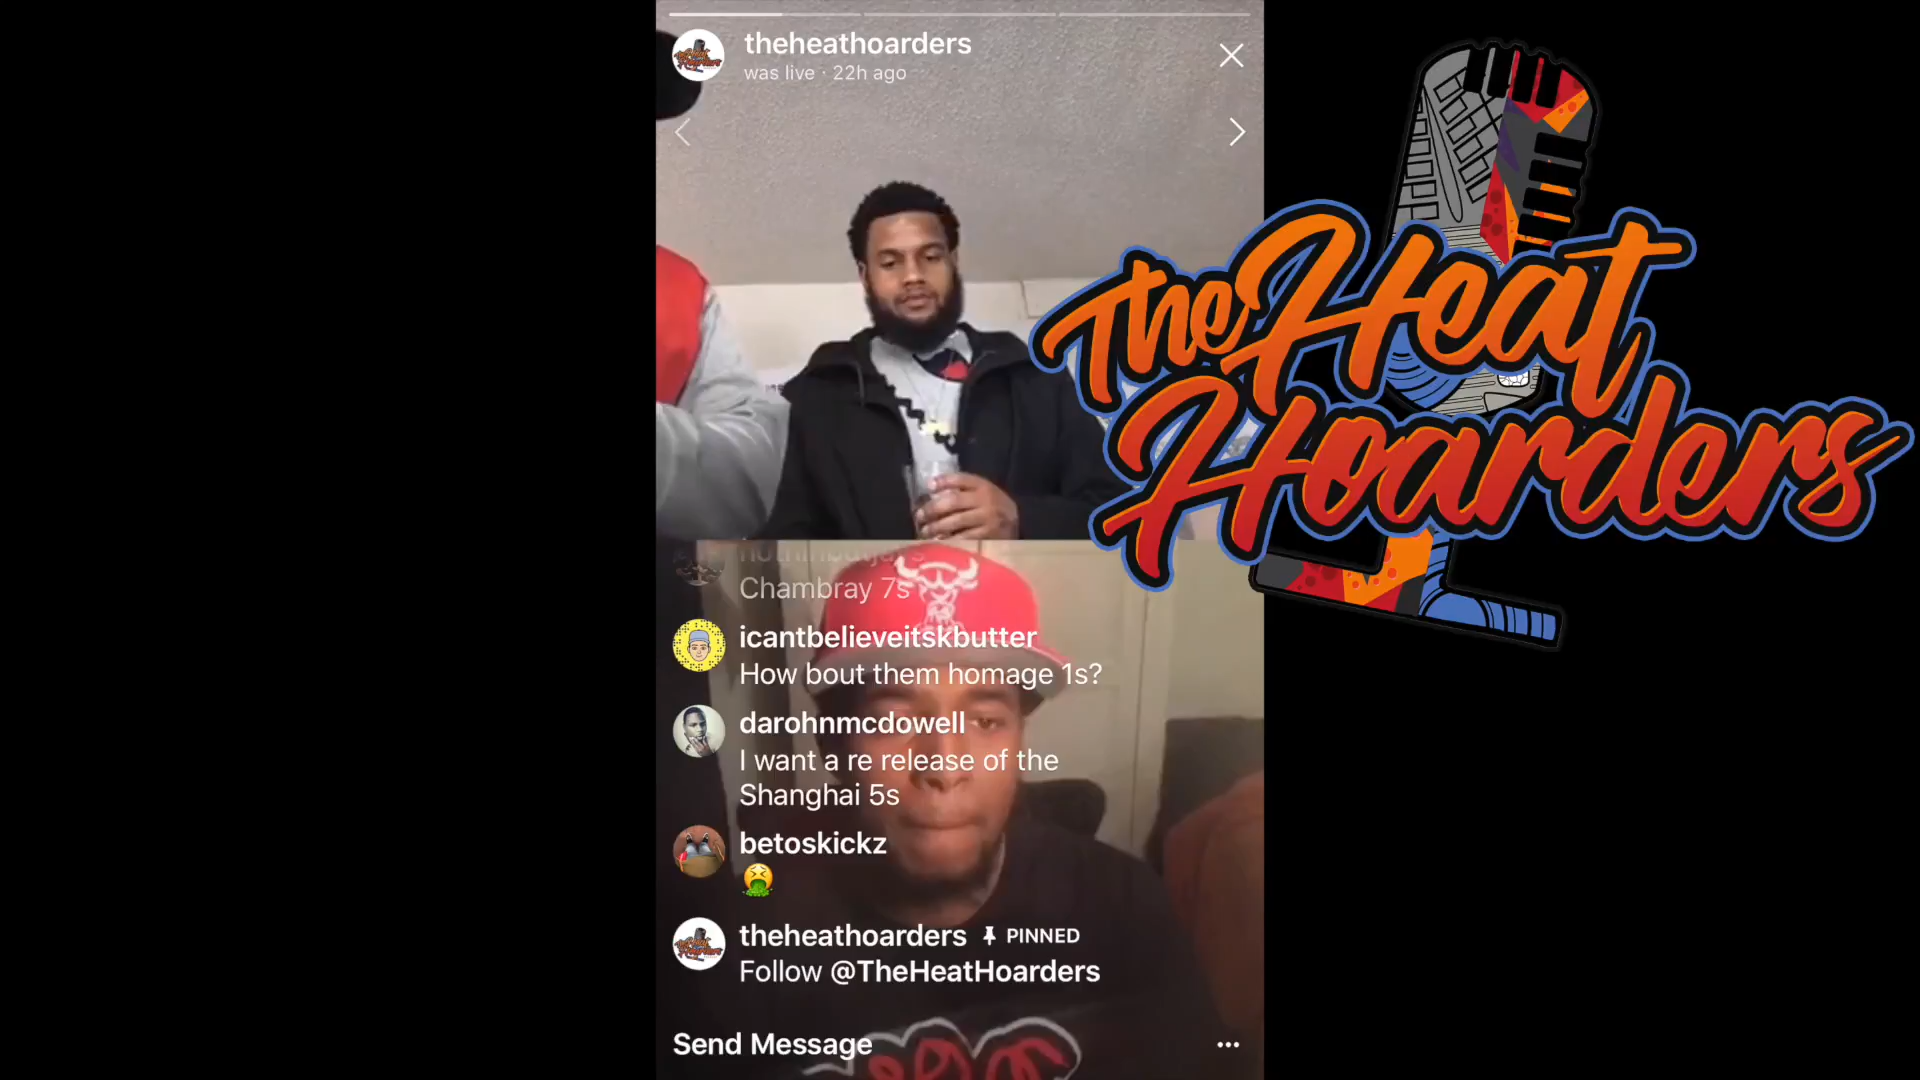 theheathoarders
was live · 22h ago
The Heat
Hoarders
Chambray 7s
icantbelieveitskbutter
How bout them homage 1s?
darohnmcdowell
I want a re release of the
Shanghai 5s
betoskickz
🤮
theheathoarders PINNED
Follow @TheHeatHoarders
Send Message